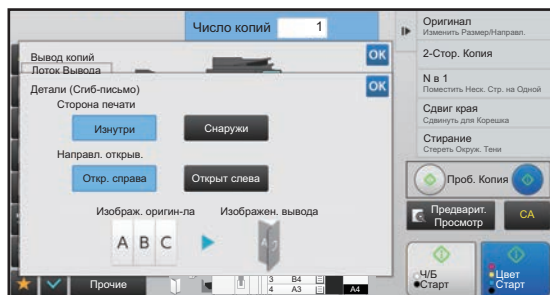 Число копий 1
Вывод копий
OK
Лоток Вывода
Детали (Сгиб-письмо)
OK
Сторона печати
Изнутри
Снаружи
Направл. открыв.
Откр. справа
Открыт слева
Изображ. оригин-ла
Изображен. вывода
A B C
Прочие
3 B4
4 A3
A4
Оригинал
Изменить Размер/Направл.
2-Стор. Копия
N в 1
Поместить Неск. Стр. на Одной
Сдвиг края
Сдвинуть для Корешка
Стирание
Стереть Окруж. Тени
Проб. Копия
Предварит.
Просмотр
CA
Ч/Б
Старт
Цвет
Старт